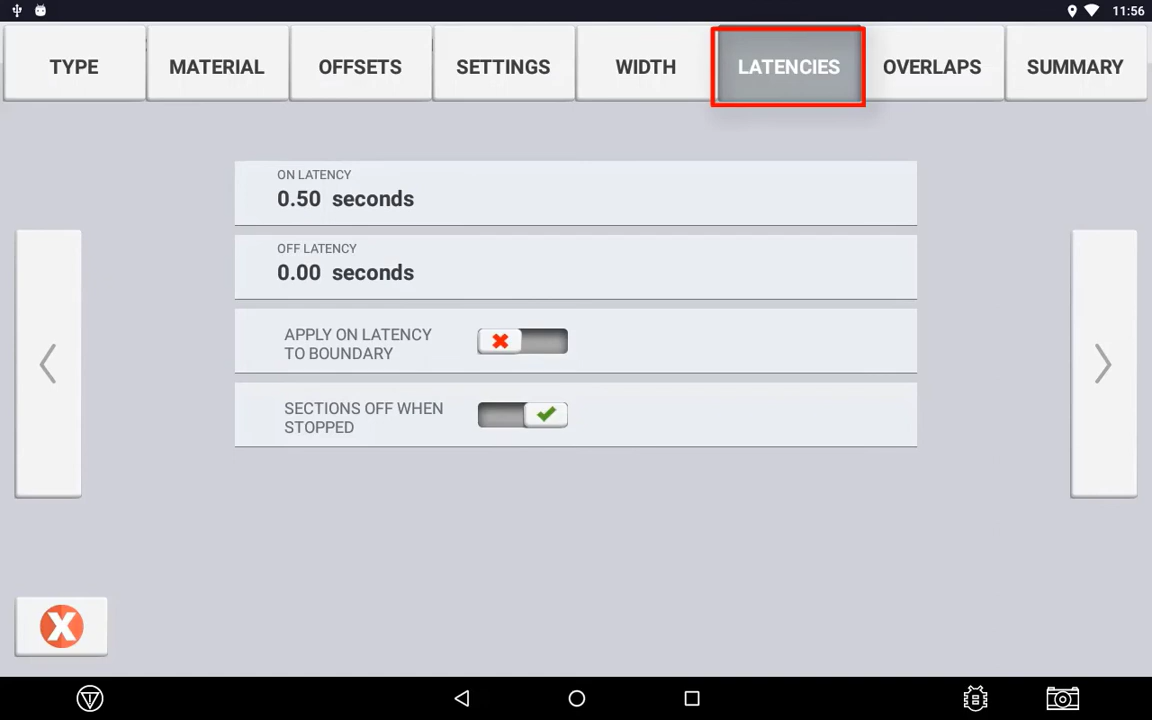 11:56
TYPE MATERIAL OFFSETS SETTINGS WIDTH LATENCIES OVERLAPS SUMMARY
ON LATENCY
0.50 seconds
OFF LATENCY
0.00 seconds
APPLY ON LATENCY
TO BOUNDARY
SECTIONS OFF WHEN
STOPPED